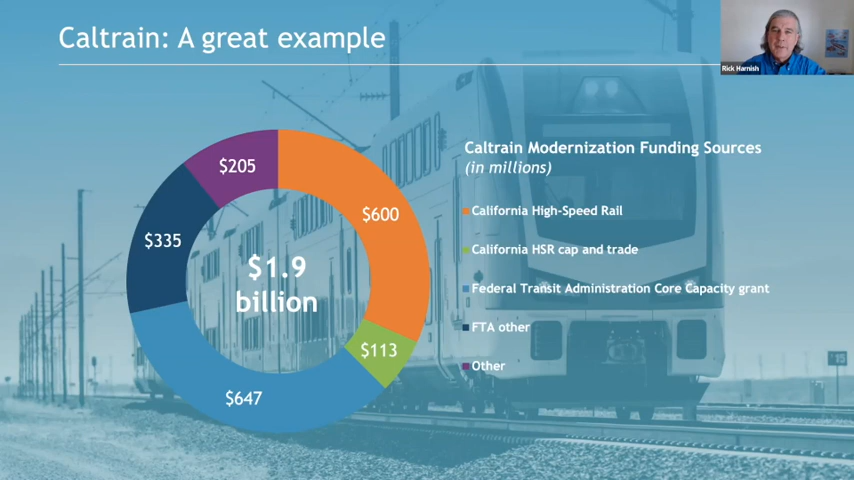 Caltrain: A great example
Rick Harnish
Caltrain Modernization Funding Sources
(in millions)
$205
$600
California High-Speed Rail
$335
California HSR cap and trade
$1.9
billion
Federal Transit Administration Core Capacity grant
FTA other
$113
Other
$647
15